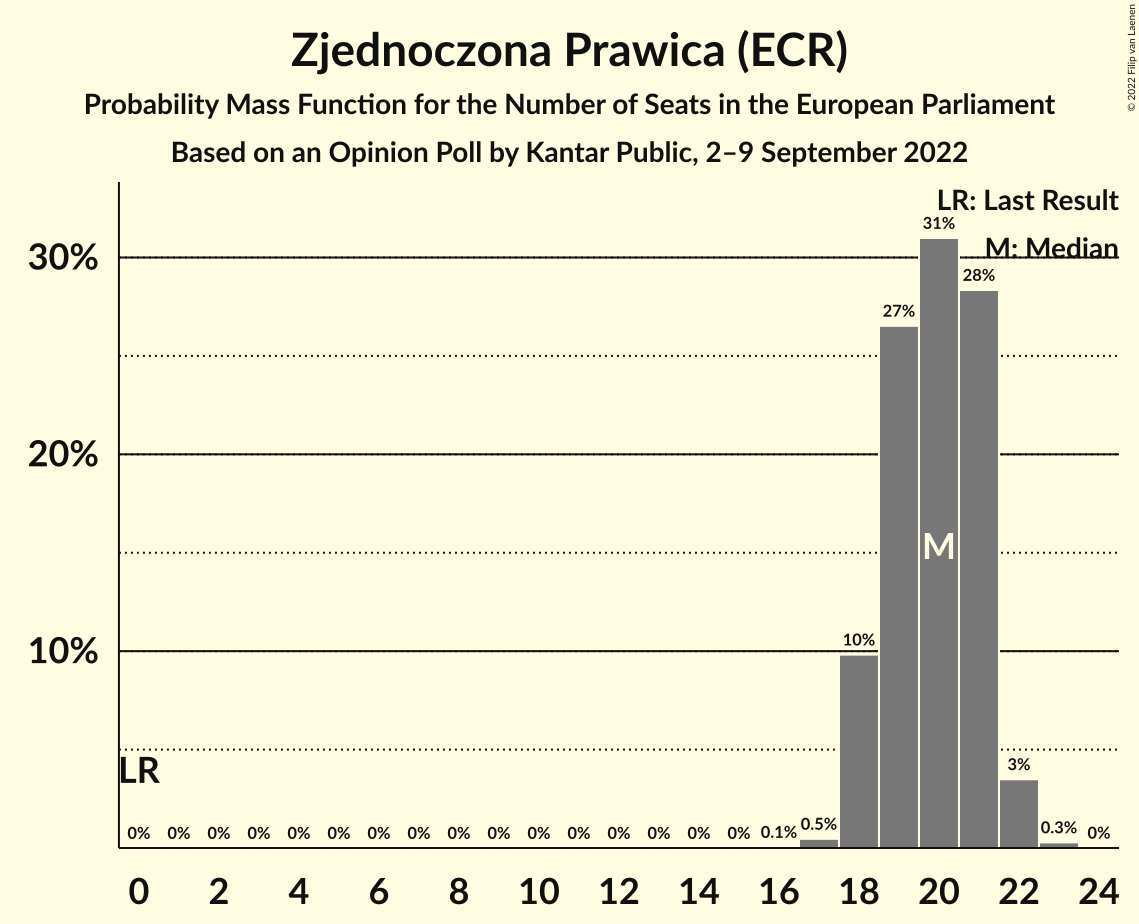 Zjednoczona Prawica (ECR)
Probability Mass Function for the Number of Seats in the European Parliament
Based on an Opinion Poll by Kantar Public, 2–9 September 2022
© 2022 Filip van Laenen
LR: Last Result
M: Median
30%
20%
10%
31%
28%
27%
M
10%
LR
3%
0% 0% 0% 0% 0% 0% 0% 0% 0% 0% 0% 0% 0% 0% 0% 0% 0.1% 0.5% 0.3% 0%
0 2 4 6 8 10 12 14 16 18 20 22 24